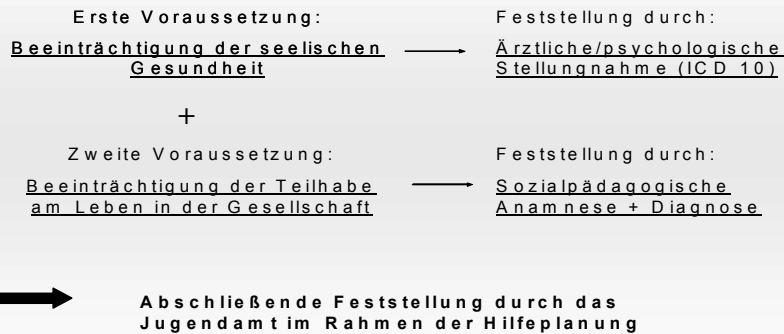 Erste Voraussetzung:
Feststellung durch:
Beeinträchtigung der seelischen
Gesundheit
Ärztliche/psychologische
Stellungnahme (ICD 10)
+
Zweite Voraussetzung:
Feststellung durch:
Beeinträchtigung der Teilhabe
am Leben in der Gesellschaft
Sozialpädagogische
Anamnese + Diagnose
Abschließende Feststellung durch das
Jugendamt im Rahmen der Hilfeplanung